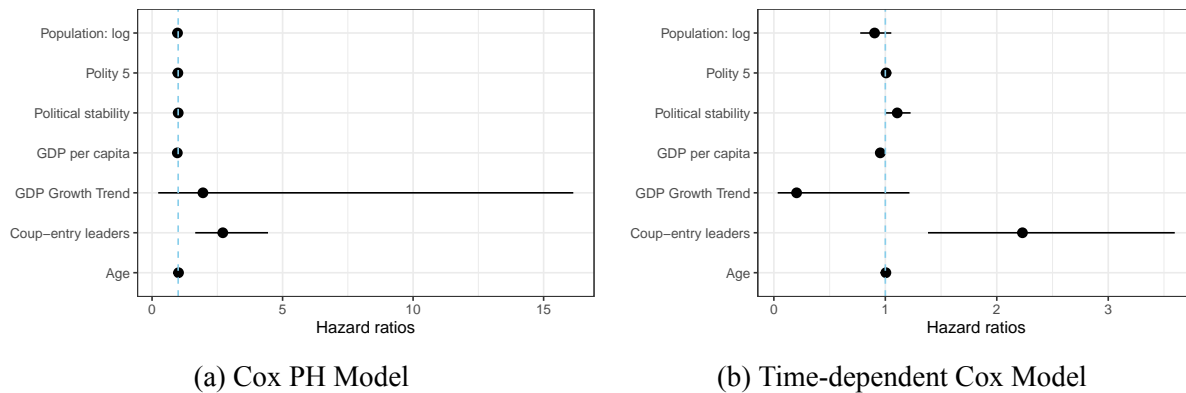 Population: log
Polity 5
Political stability
GDP per capita
GDP Growth Trend
Coup−entry leaders
Age
0 5 10 15
Hazard ratios
(a) Cox PH Model
Population: log
Polity 5
Political stability
GDP per capita
GDP Growth Trend
Coup−entry leaders
Age
0 1 2 3
Hazard ratios
(b) Time-dependent Cox Model